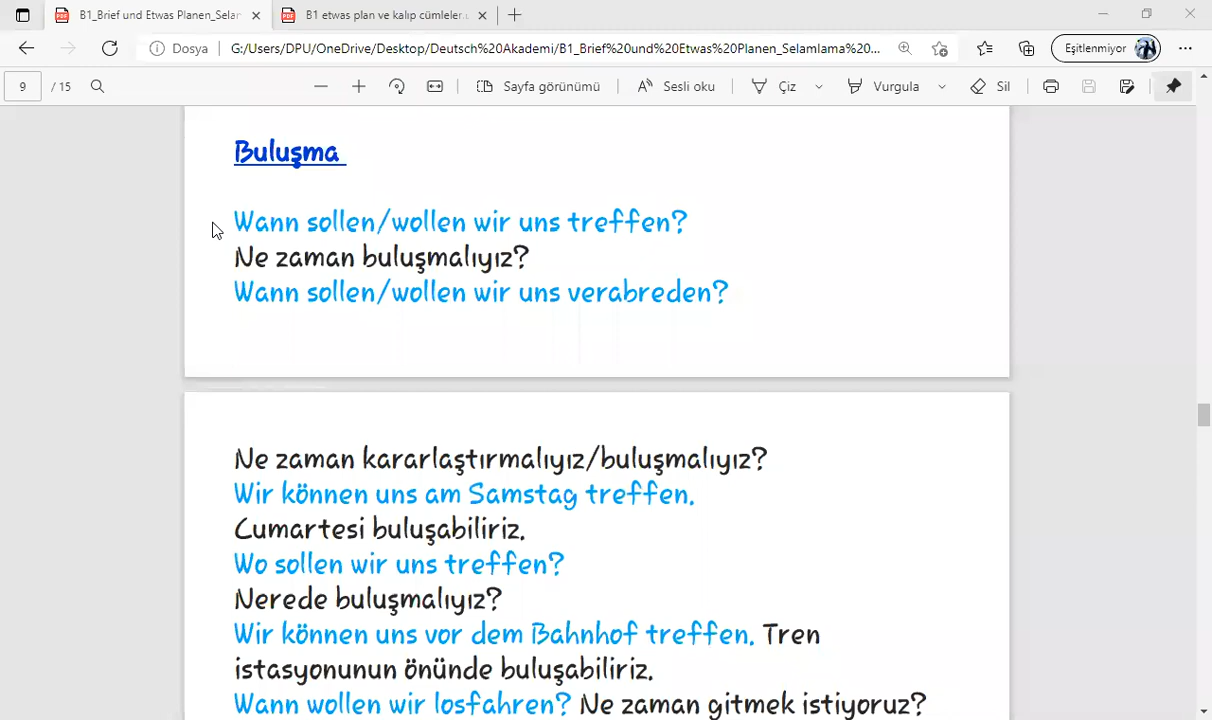 B1_Brief und Etwas Planen_Selam
B1 etwas plan ve kalıp cümleler.
Dosya
G:/Users/DPU/OneDrive/Desktop/Deutsch%20Akademi/B1_Brief%20und%20Etwas%20Planen_Selamlama%20...
Eşitlenmiyor
9 / 15
Sayfa görünümü
Sesli oku
Çiz
Vurgula
Sil
Buluşma
Wann sollen/wollen wir uns treffen?
Ne zaman buluşmalıyız?
Wann sollen/wollen wir uns verabreden?
Ne zaman kararlaştırmalıyız/buluşmalıyız?
Wir können uns am Samstag treffen.
Cumartesi buluşabiliriz.
Wo sollen wir uns treffen?
Nerede buluşmalıyız?
Wir können uns vor dem Bahnhof treffen. Tren
istasyonunun önünde buluşabiliriz.
Wann wollen wir losfahren? Ne zaman gitmek istiyoruz?